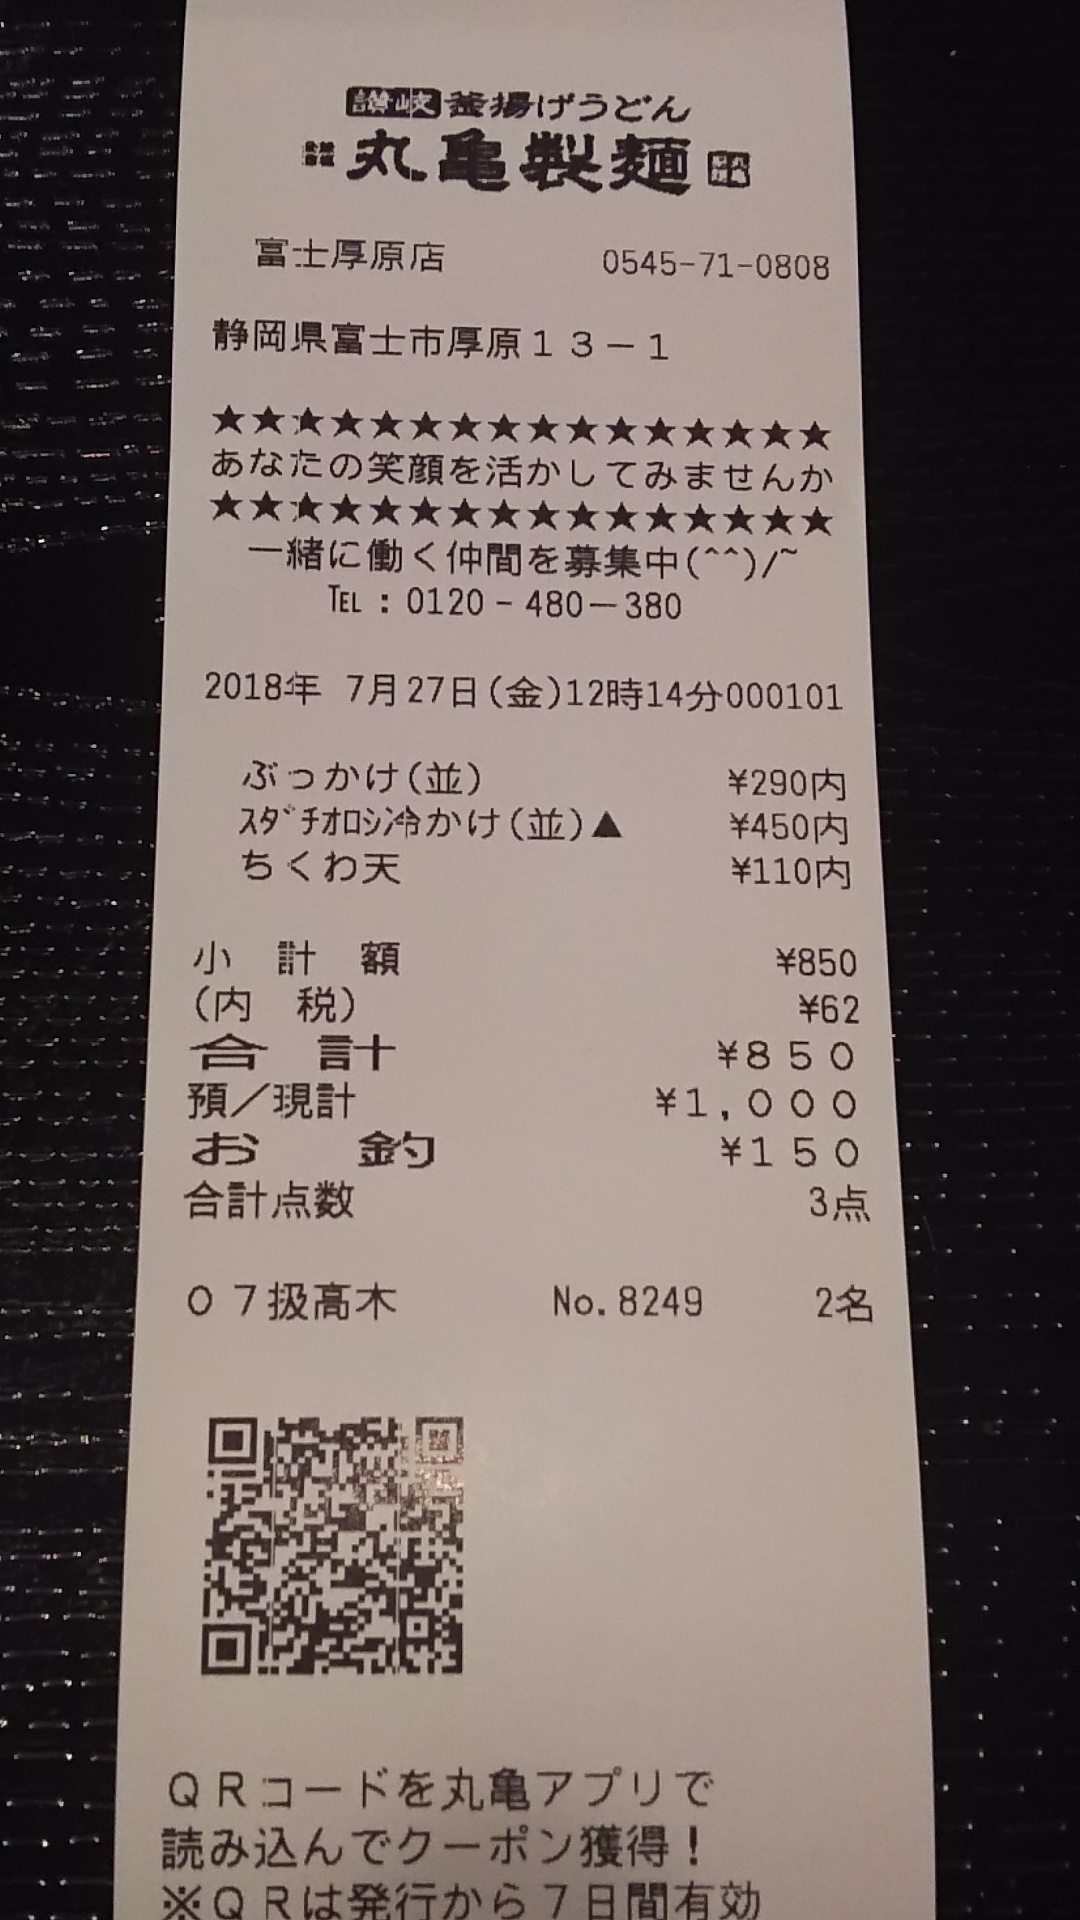 讃岐釜揚げうどん
丸亀製麺
富士厚原店 0545-71-0808
静岡県富士市厚原13-1
★★★★★★★★★★★★★★★★
あなたの笑顔を活かしてみませんか
★★★★★★★★★★★★★★★★
一緒に働く仲間を募集中(^^)/~
℡:0120-480-380
2018年 7月27日(金)12時14分000101
ぶっかけ(並) ¥290内
ｽﾀﾞﾁｵﾛｼ冷かけ(並)▲ ¥450内
ちくわ天 ¥110内
小 計 額 ¥850
(内 税) ¥62
合 計 ¥850
預/現計 ¥1,000
お 釣 ¥150
合計点数 3点
07扱高木 No.8249 2名
QRコードを丸亀アプリで
読み込んでクーポン獲得!
※QRは発行から7日間有効